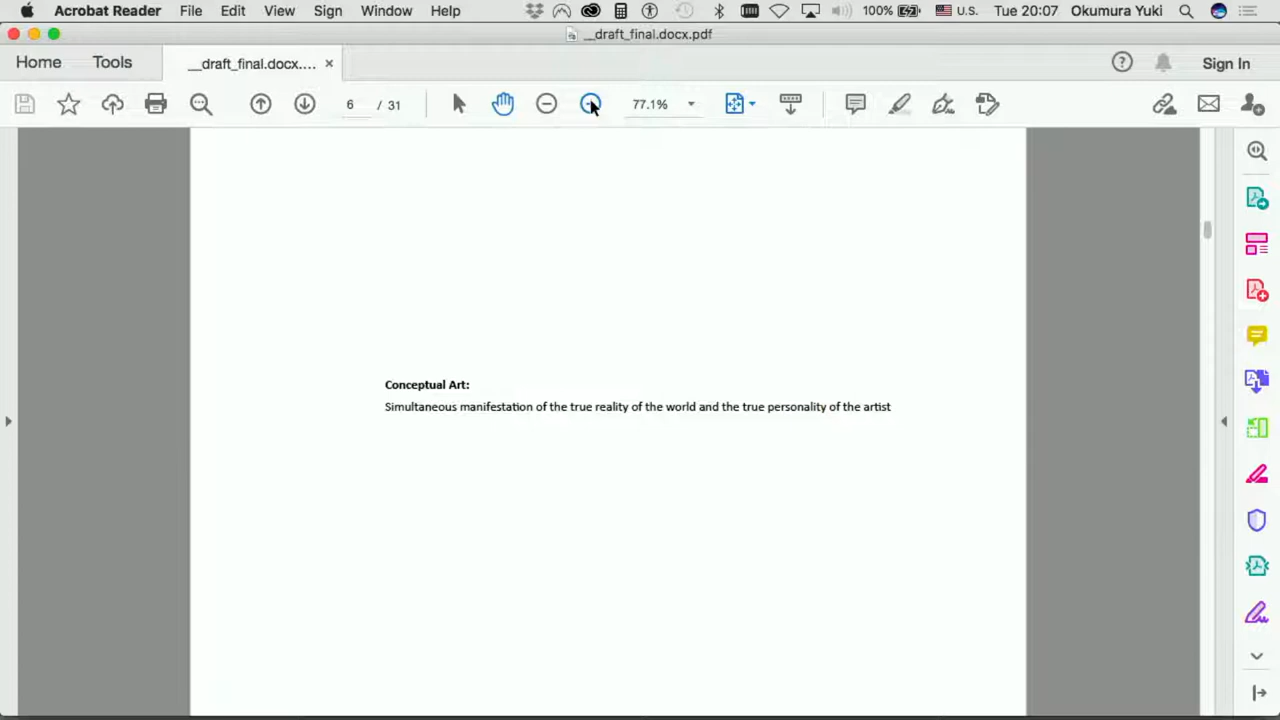 Acrobat Reader File Edit View Sign Window Help 100% U.S. Tue 20:07 Okumura Yuki
__draft_final.docx.pdf
Home Tools __draft_final.docx.... × Sign In
6 / 31 77.1%
Conceptual Art:
Simultaneous manifestation of the true reality of the world and the true personality of the artist